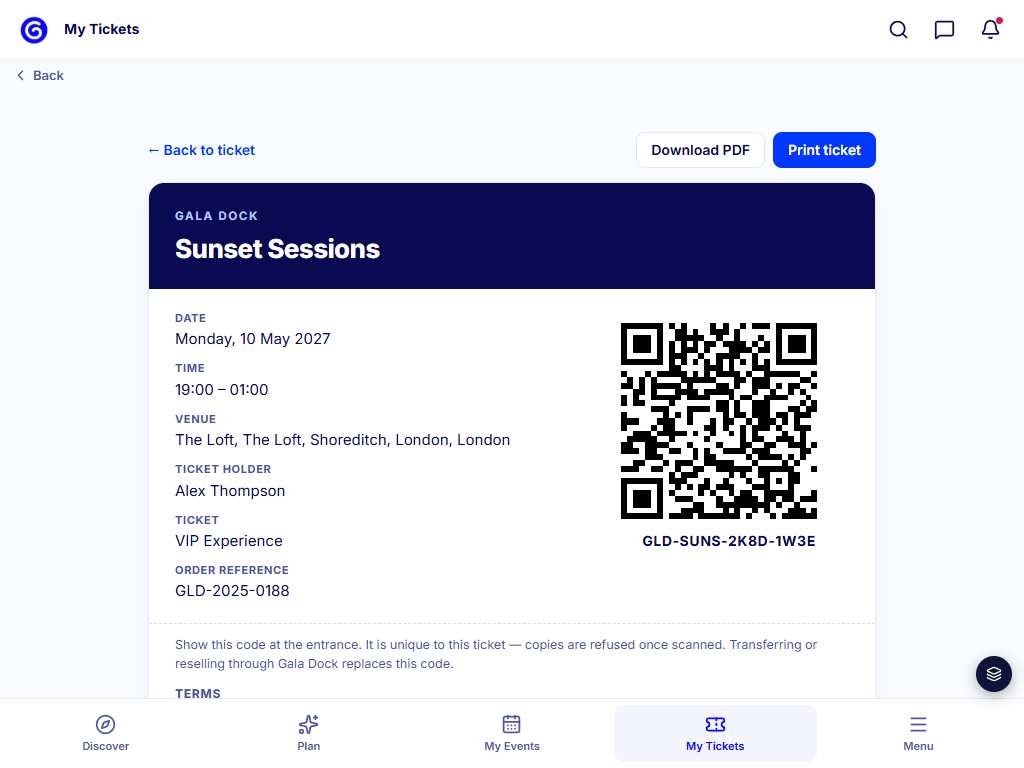 My Tickets
Back
← Back to ticket
Download PDF
Print ticket
GALA DOCK
Sunset Sessions
DATE
Monday, 10 May 2027
TIME
19:00 – 01:00
VENUE
The Loft, The Loft, Shoreditch, London, London
TICKET HOLDER
Alex Thompson
TICKET
VIP Experience
ORDER REFERENCE
GLD-2025-0188
GLD-SUNS-2K8D-1W3E
Show this code at the entrance. It is unique to this ticket — copies are refused once scanned. Transferring or
reselling through Gala Dock replaces this code.
TERMS
Discover
Plan
My Events
My Tickets
Menu